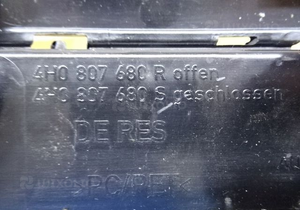 4H0 807 680 R offen
4H0 807 680 S geschlossen
DE RES